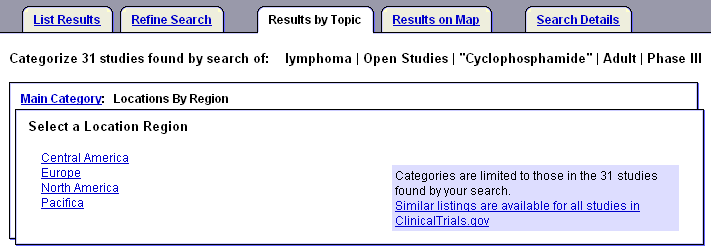 List Results Refine Search Results by Topic Results on Map Search Details
Categorize 31 studies found by search of: lymphoma | Open Studies | "Cyclophosphamide" | Adult | Phase III
Main Category: Locations By Region
Select a Location Region
Central America
Europe
North America
Pacifica
Categories are limited to those in the 31 studies
found by your search.
Similar listings are available for all studies in
ClinicalTrials.gov